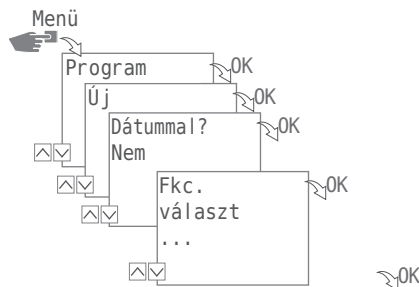 Menü
Program OK
Új OK
Dátummal? OK
Nem
Fkc. OK
választ
...
OK